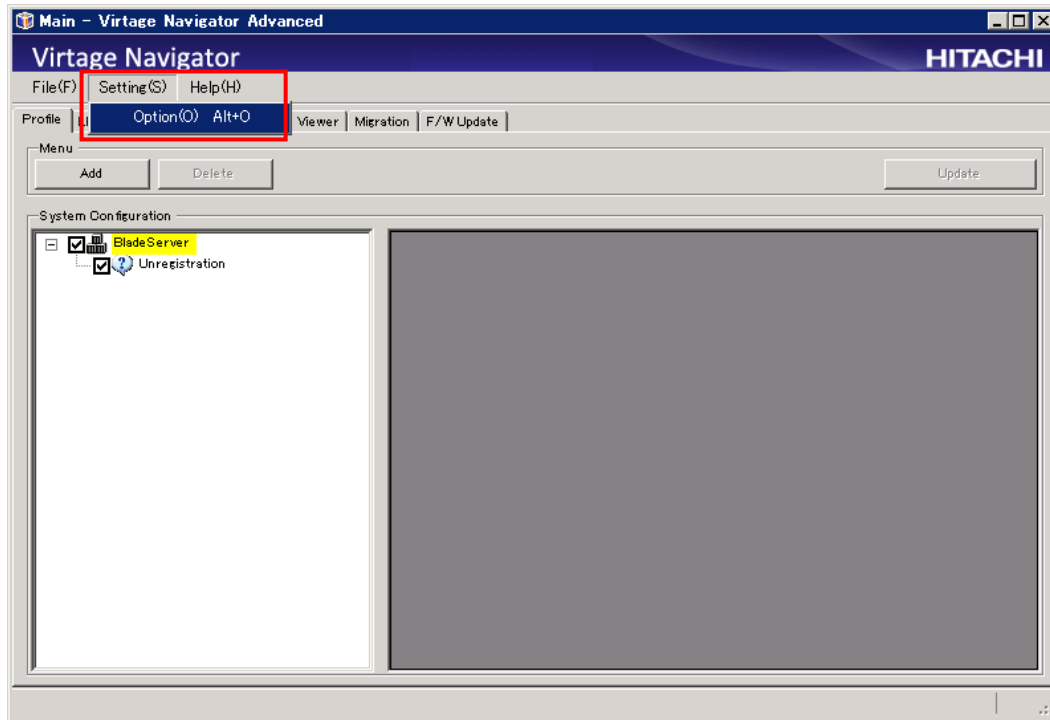 Main - Virtage Navigator Advanced
Virtage Navigator HITACHI
File(F) Setting(S) Help(H)
Option(O) Alt+O
Profile Viewer Migration F/W Update
Menu
Add Delete Update
System Configuration
BladeServer
Unregistration